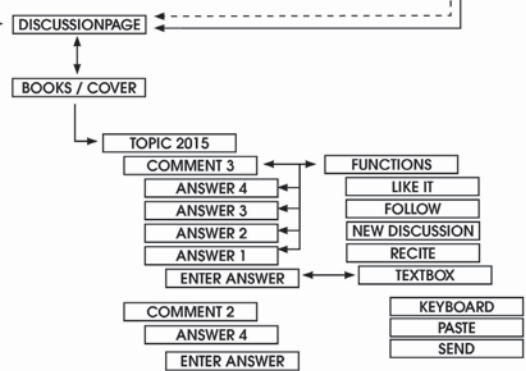 DISCUSSIONPAGE
BOOKS / COVER
TOPIC 2015
COMMENT 3
FUNCTIONS
ANSWER 4
LIKE IT
ANSWER 3
FOLLOW
ANSWER 2
NEW DISCUSSION
ANSWER 1
RECITE
ENTER ANSWER
TEXTBOX
COMMENT 2
KEYBOARD
ANSWER 4
PASTE
ENTER ANSWER
SEND